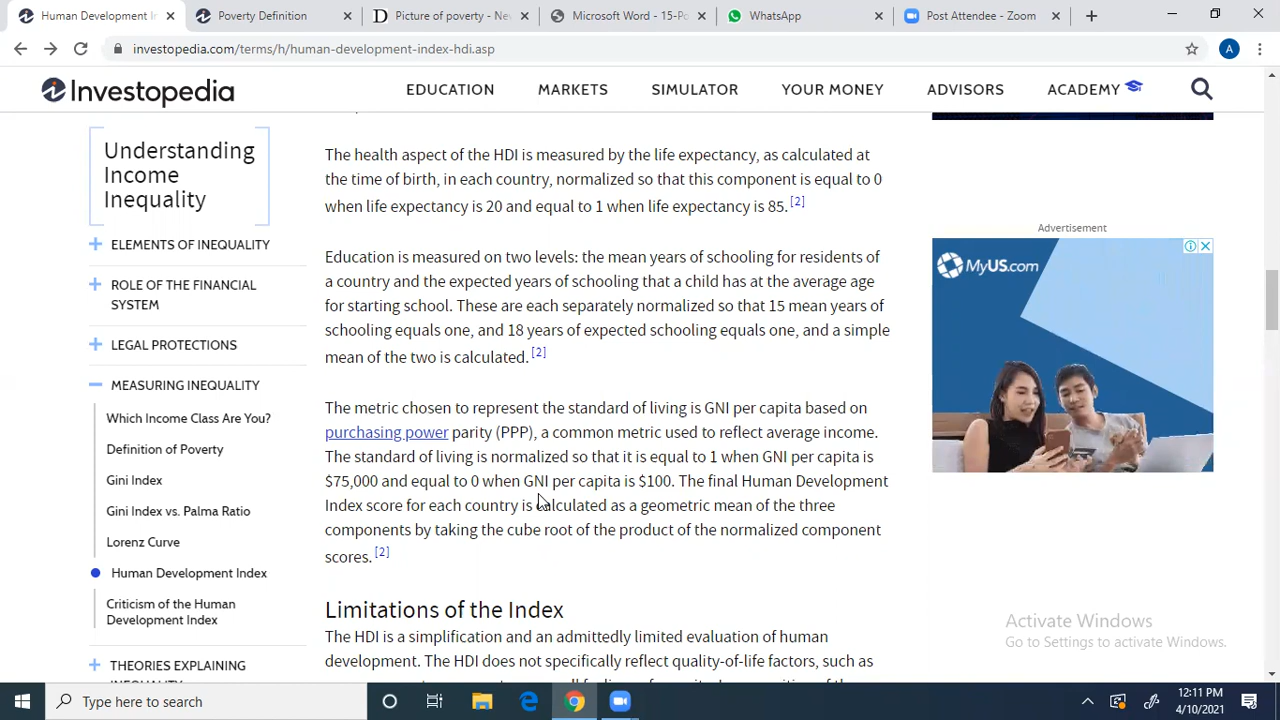 Human Development I
Poverty Definition
Picture of poverty - Ne
Microsoft Word - 15-Po
WhatsApp
Post Attendee - Zoom
investopedia.com/terms/h/human-development-index-hdi.asp
A
Investopedia
EDUCATION
MARKETS
SIMULATOR
YOUR MONEY
ADVISORS
ACADEMY
Understanding
Income
Inequality
ELEMENTS OF INEQUALITY
ROLE OF THE FINANCIAL
SYSTEM
LEGAL PROTECTIONS
MEASURING INEQUALITY
Which Income Class Are You?
Definition of Poverty
Gini Index
Gini Index vs. Palma Ratio
Lorenz Curve
Human Development Index
Criticism of the Human
Development Index
THEORIES EXPLAINING
The health aspect of the HDI is measured by the life expectancy, as calculated at
the time of birth, in each country, normalized so that this component is equal to 0
when life expectancy is 20 and equal to 1 when life expectancy is 85. [2]
Education is measured on two levels: the mean years of schooling for residents of
a country and the expected years of schooling that a child has at the average age
for starting school. These are each separately normalized so that 15 mean years of
schooling equals one, and 18 years of expected schooling equals one, and a simple
mean of the two is calculated. [2]
The metric chosen to represent the standard of living is GNI per capita based on
purchasing power parity (PPP), a common metric used to reflect average income.
The standard of living is normalized so that it is equal to 1 when GNI per capita is
$75,000 and equal to 0 when GNI per capita is $100. The final Human Development
Index score for each country is calculated as a geometric mean of the three
components by taking the cube root of the product of the normalized component
scores. [2]
Limitations of the Index
The HDI is a simplification and an admittedly limited evaluation of human
development. The HDI does not specifically reflect quality-of-life factors, such as
Advertisement
MyUS.com
Activate Windows
Go to Settings to activate Windows.
Type here to search
12:11 PM
4/10/2021